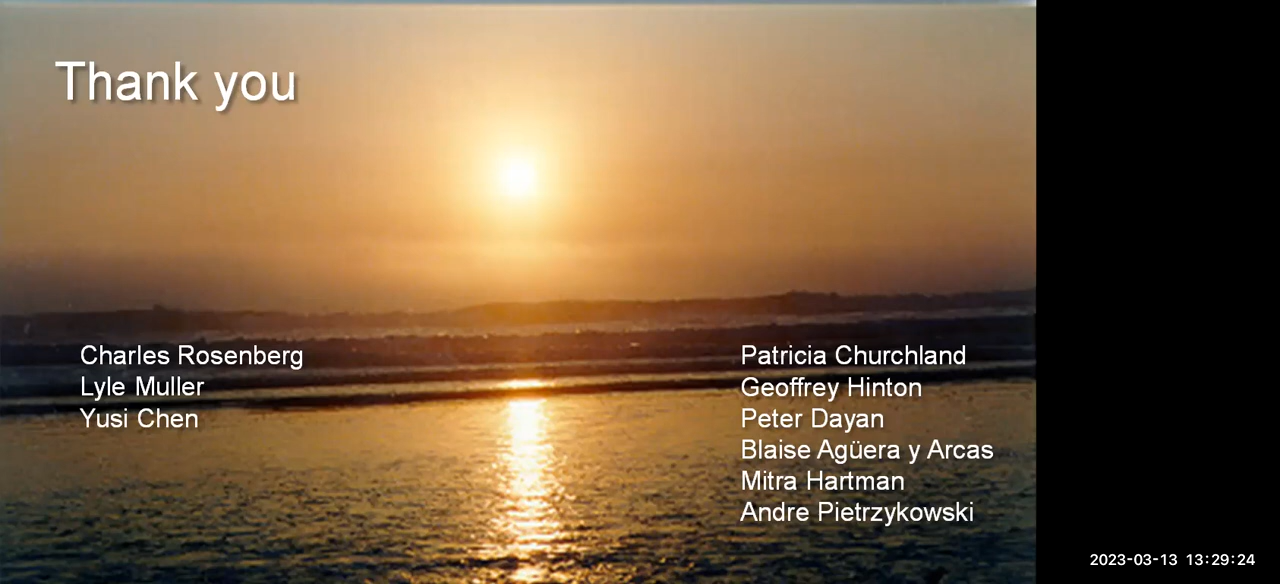 Thank you
Charles Rosenberg
Lyle Muller
Yusi Chen
Patricia Churchland
Geoffrey Hinton
Peter Dayan
Blaise Agüera y Arcas
Mitra Hartman
Andre Pietrzykowski
2023-03-13 13:29:24